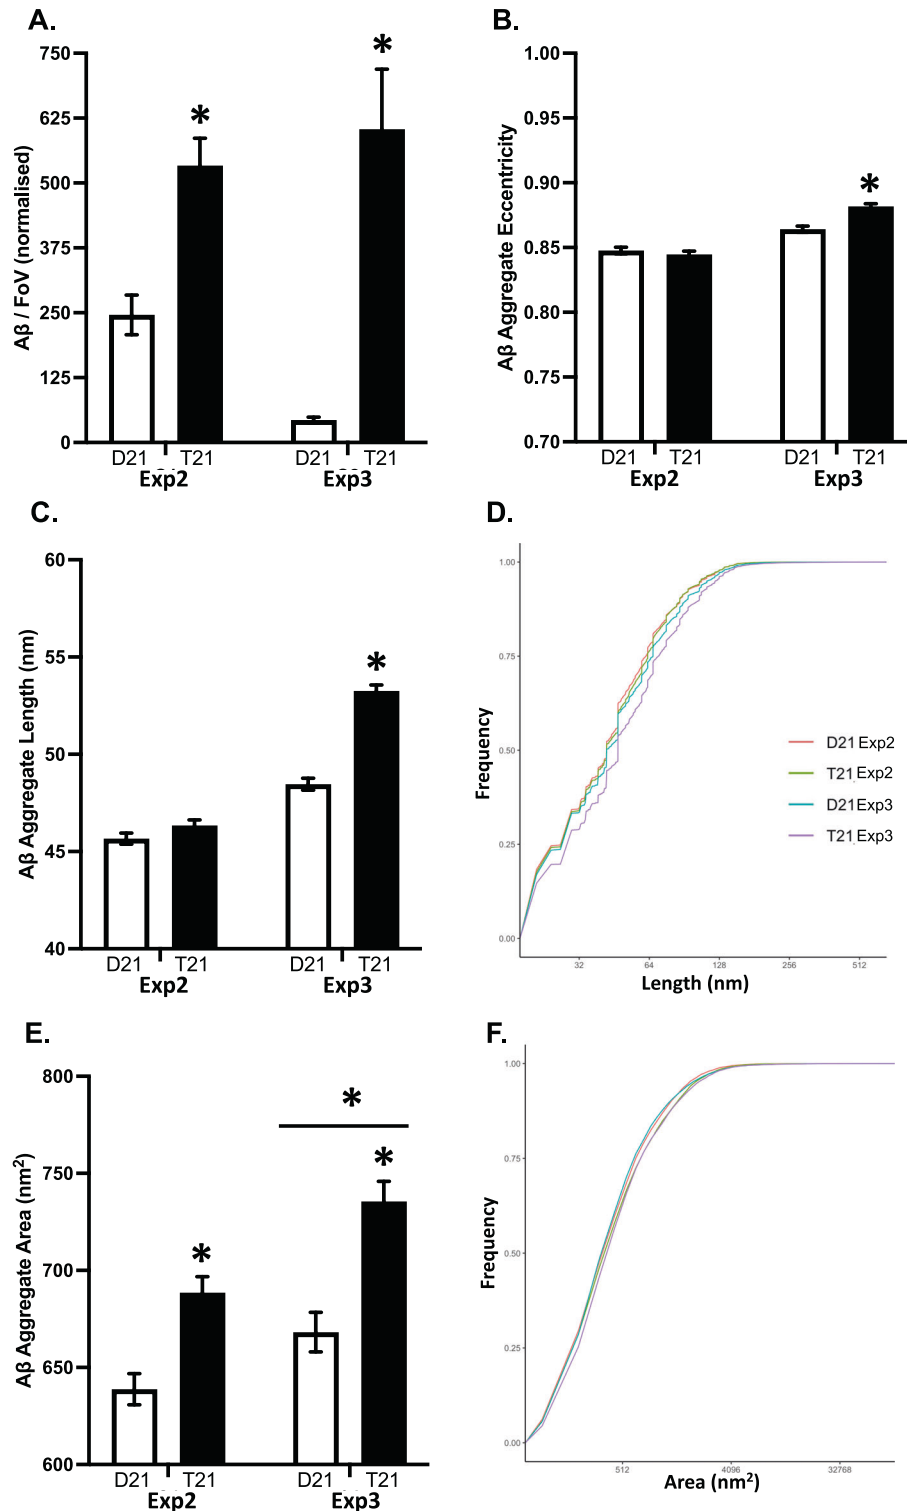 A.
Aβ / FoV (normalised)
750
625
500
375
250
125
0
*
*
D21 T21 D21 T21
Exp2 Exp3
B.
Aβ Aggregate Eccentricity
1.00
0.95
0.90
0.85
0.80
0.75
0.70
*
D21 T21 D21 T21
Exp2 Exp3
C.
Aβ Aggregate Length (nm)
60
55
50
45
40
*
D21 T21 D21 T21
Exp2 Exp3
D.
Frequency
1.00
0.75
0.50
0.25
0.00
D21 Exp2
T21 Exp2
D21 Exp3
T21 Exp3
32 64 128 256 512
Length (nm)
E.
Aβ Aggregate Area (nm²)
800
750
700
650
600
*
*
*
D21 T21 D21 T21
Exp2 Exp3
F.
Frequency
1.00
0.75
0.50
0.25
0.00
512 4096 32768
Area (nm²)